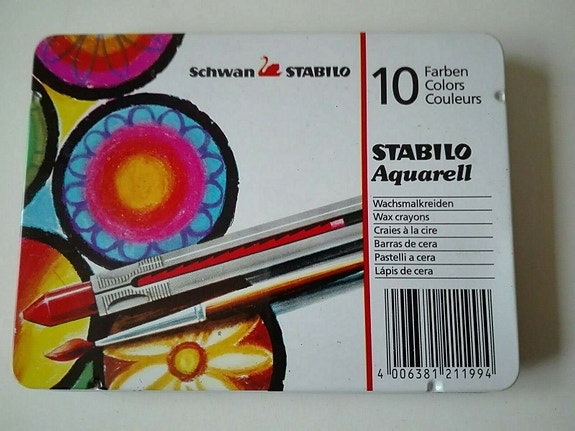 Schwan STABILO
10 Farben
Colors
Couleurs
STABILO
Aquarell
Wachsmalkreiden
Wax crayons
Craies à la cire
Barras de cera
Pastelli a cera
Lápis de cera
4 006381 211994